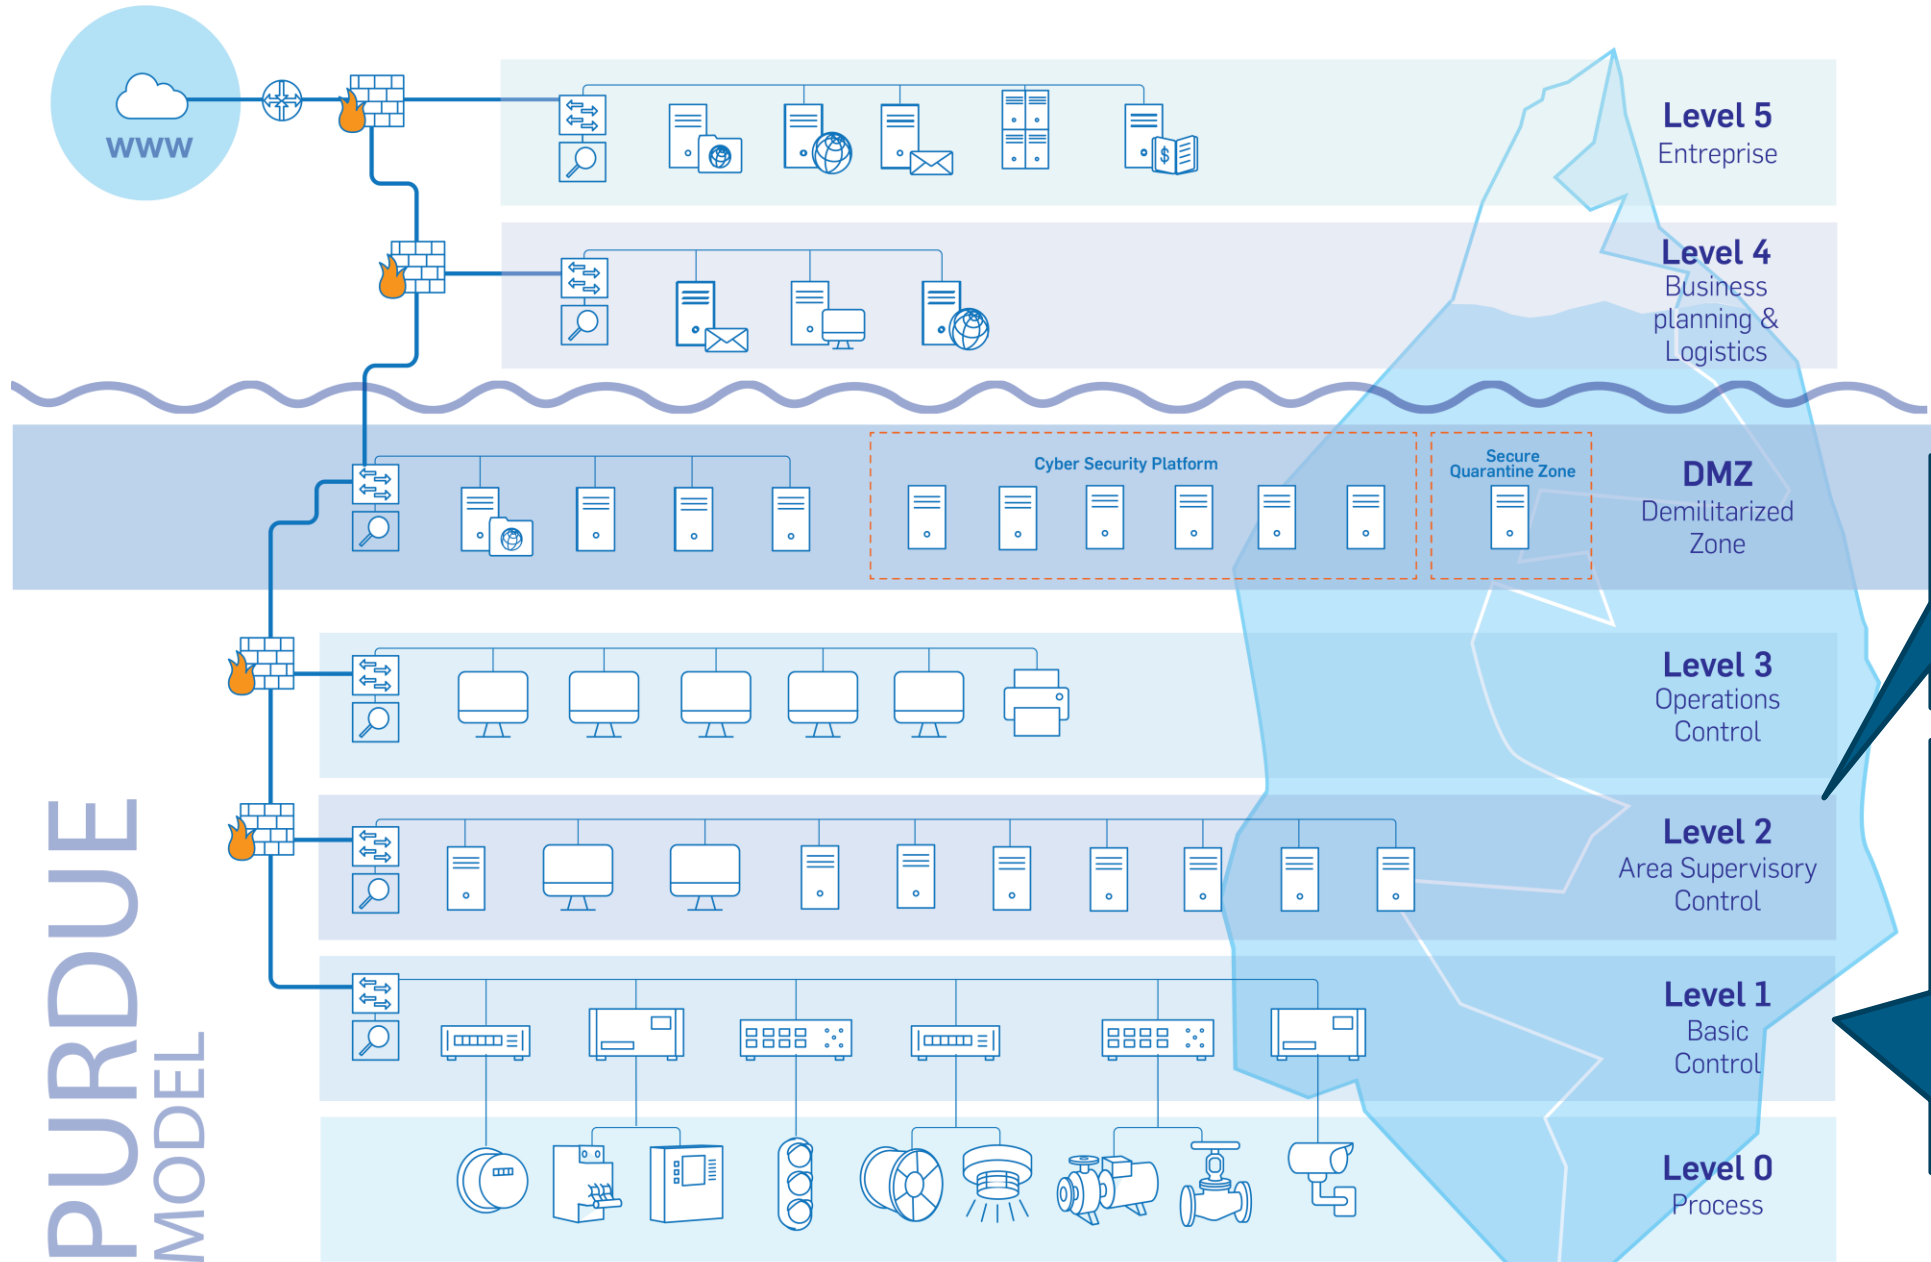 WWW
Level 5
Entreprise
Level 4
Business
planning &
Logistics
Cyber Security Platform
Secure
Quarantine Zone
DMZ
Demilitarized
Zone
Level 3
Operations
Control
Level 2
Area Supervisory
Control
Level 1
Basic
Control
Level 0
Process
PURDUE
MODEL
$